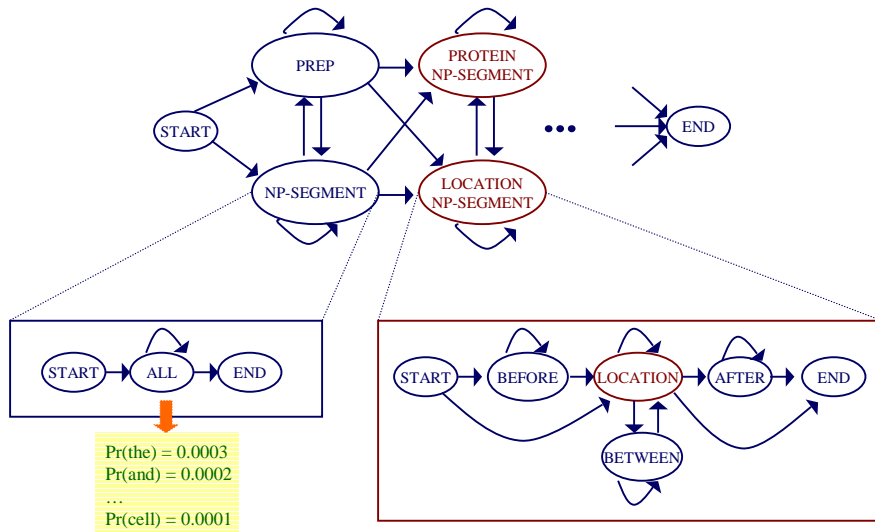 PREP
PROTEIN
NP-SEGMENT
START
...
END
NP-SEGMENT
LOCATION
NP-SEGMENT
START
ALL
END
START
BEFORE
LOCATION
AFTER
END
BETWEEN
Pr(the) = 0.0003
Pr(and) = 0.0002
…
Pr(cell) = 0.0001